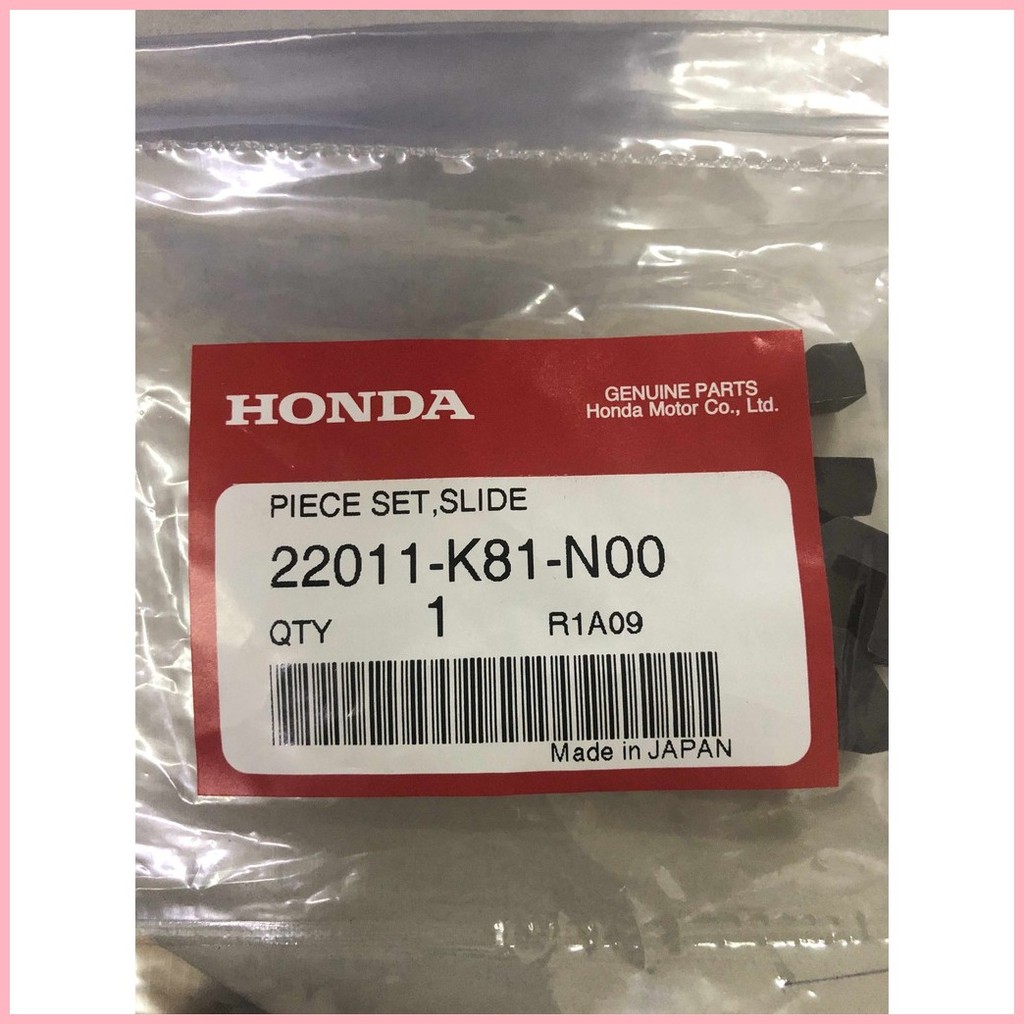 HONDA
GENUINE PARTS
Honda Motor Co., Ltd.
PIECE SET,SLIDE
22011-K81-N00
QTY 1 R1A09
Made in JAPAN